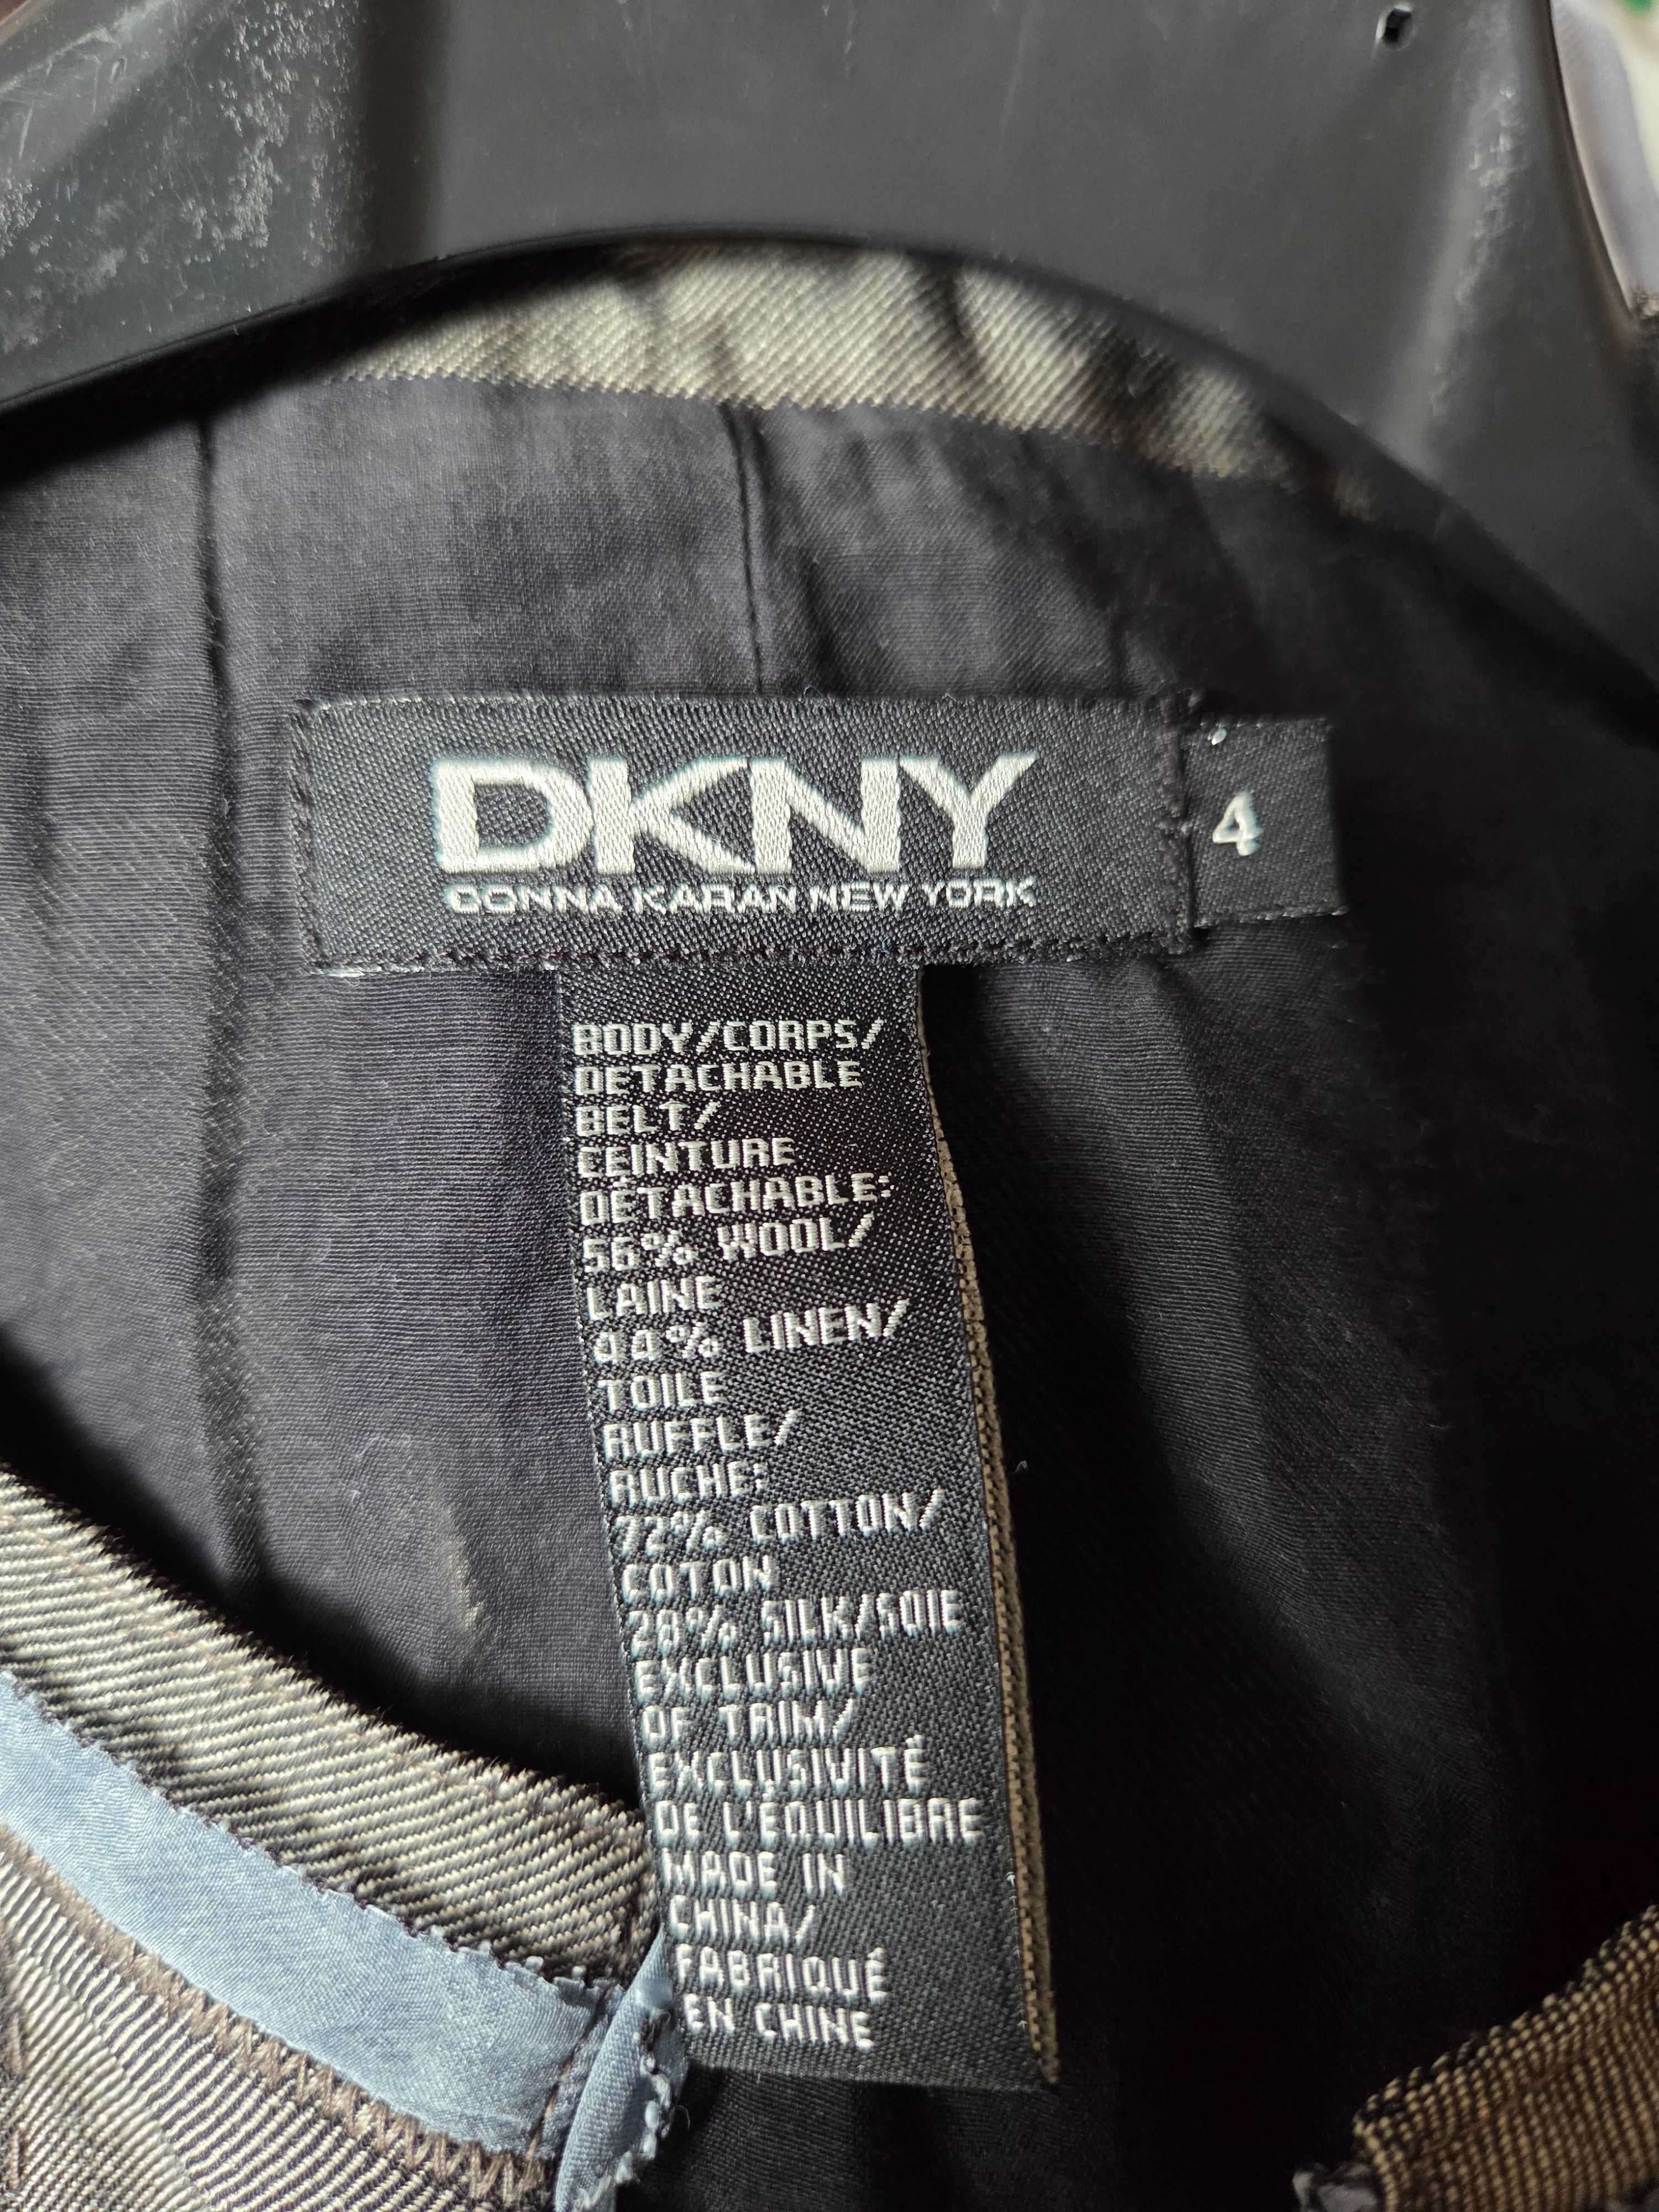 DKNY
DONNA KARAN NEW YORK
4
BODY/CORPS/
DETACHABLE
BELT/
CEINTURE
DÉTACHABLE:
56% WOOL/
LAINE
44% LINEN/
TOILE
RUFFLE/
RUCHE:
72% COTTON/
COTON
28% SILK/SOIE
EXCLUSIVE
OF TRIM/
EXCLUSIVITÉ
DE L'ÉQUILIBRE
MADE IN
CHINA/
FABRIQUÉ
EN CHINE